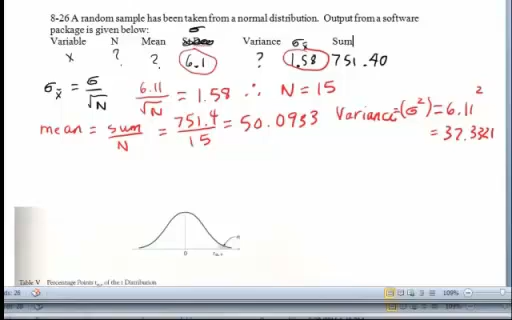 8-26 A random sample has been taken from a normal distribution. Output from a software
package is given below: σ
Variable N Mean Variance σx̄ Sum
x ? ? 6.1 ? 1.58 751.40
σx̄ = σ/√N 6.11/√N = 1.58 ∴ N = 15
mean = sum/N = 751.4/15 = 50.0933 Variance = (σ²) = 6.11²
= 37.3321
0
Table V Percentage Points of the t Distribution
100%
100%